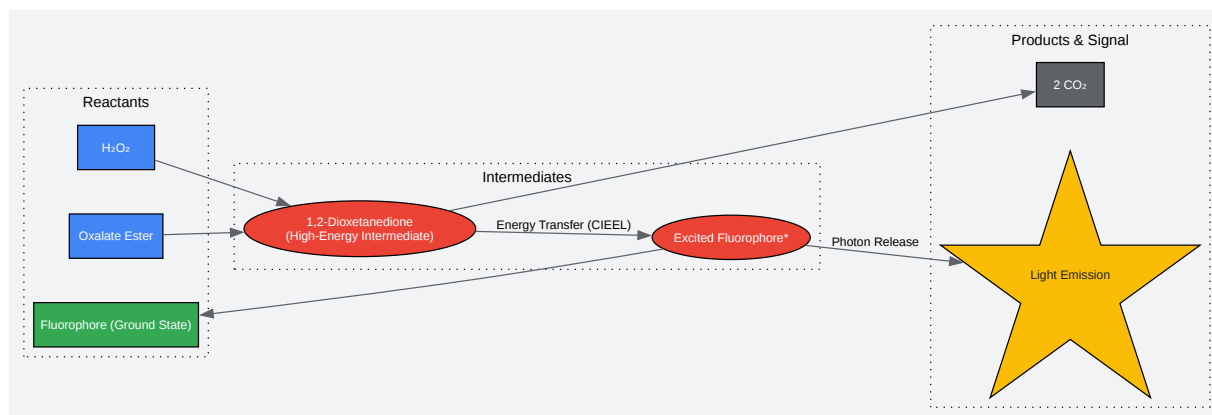 Reactants
H₂O₂
Oxalate Ester
Fluorophore (Ground State)
Intermediates
1,2-Dioxetanedione
(High-Energy Intermediate)
Energy Transfer (CIEEL)
Excited Fluorophore*
Photon Release
Products & Signal
2 CO₂
Light Emission